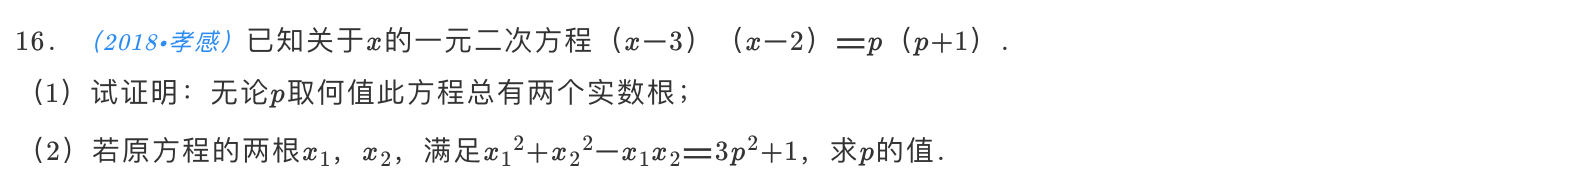 16. （2018•孝感）已知关于x的一元二次方程（x－3）（x－2）＝p（p+1）.
（1）试证明：无论p取何值此方程总有两个实数根；
（2）若原方程的两根x₁，x₂，满足x₁²+x₂²－x₁x₂＝3p²+1，求p的值.